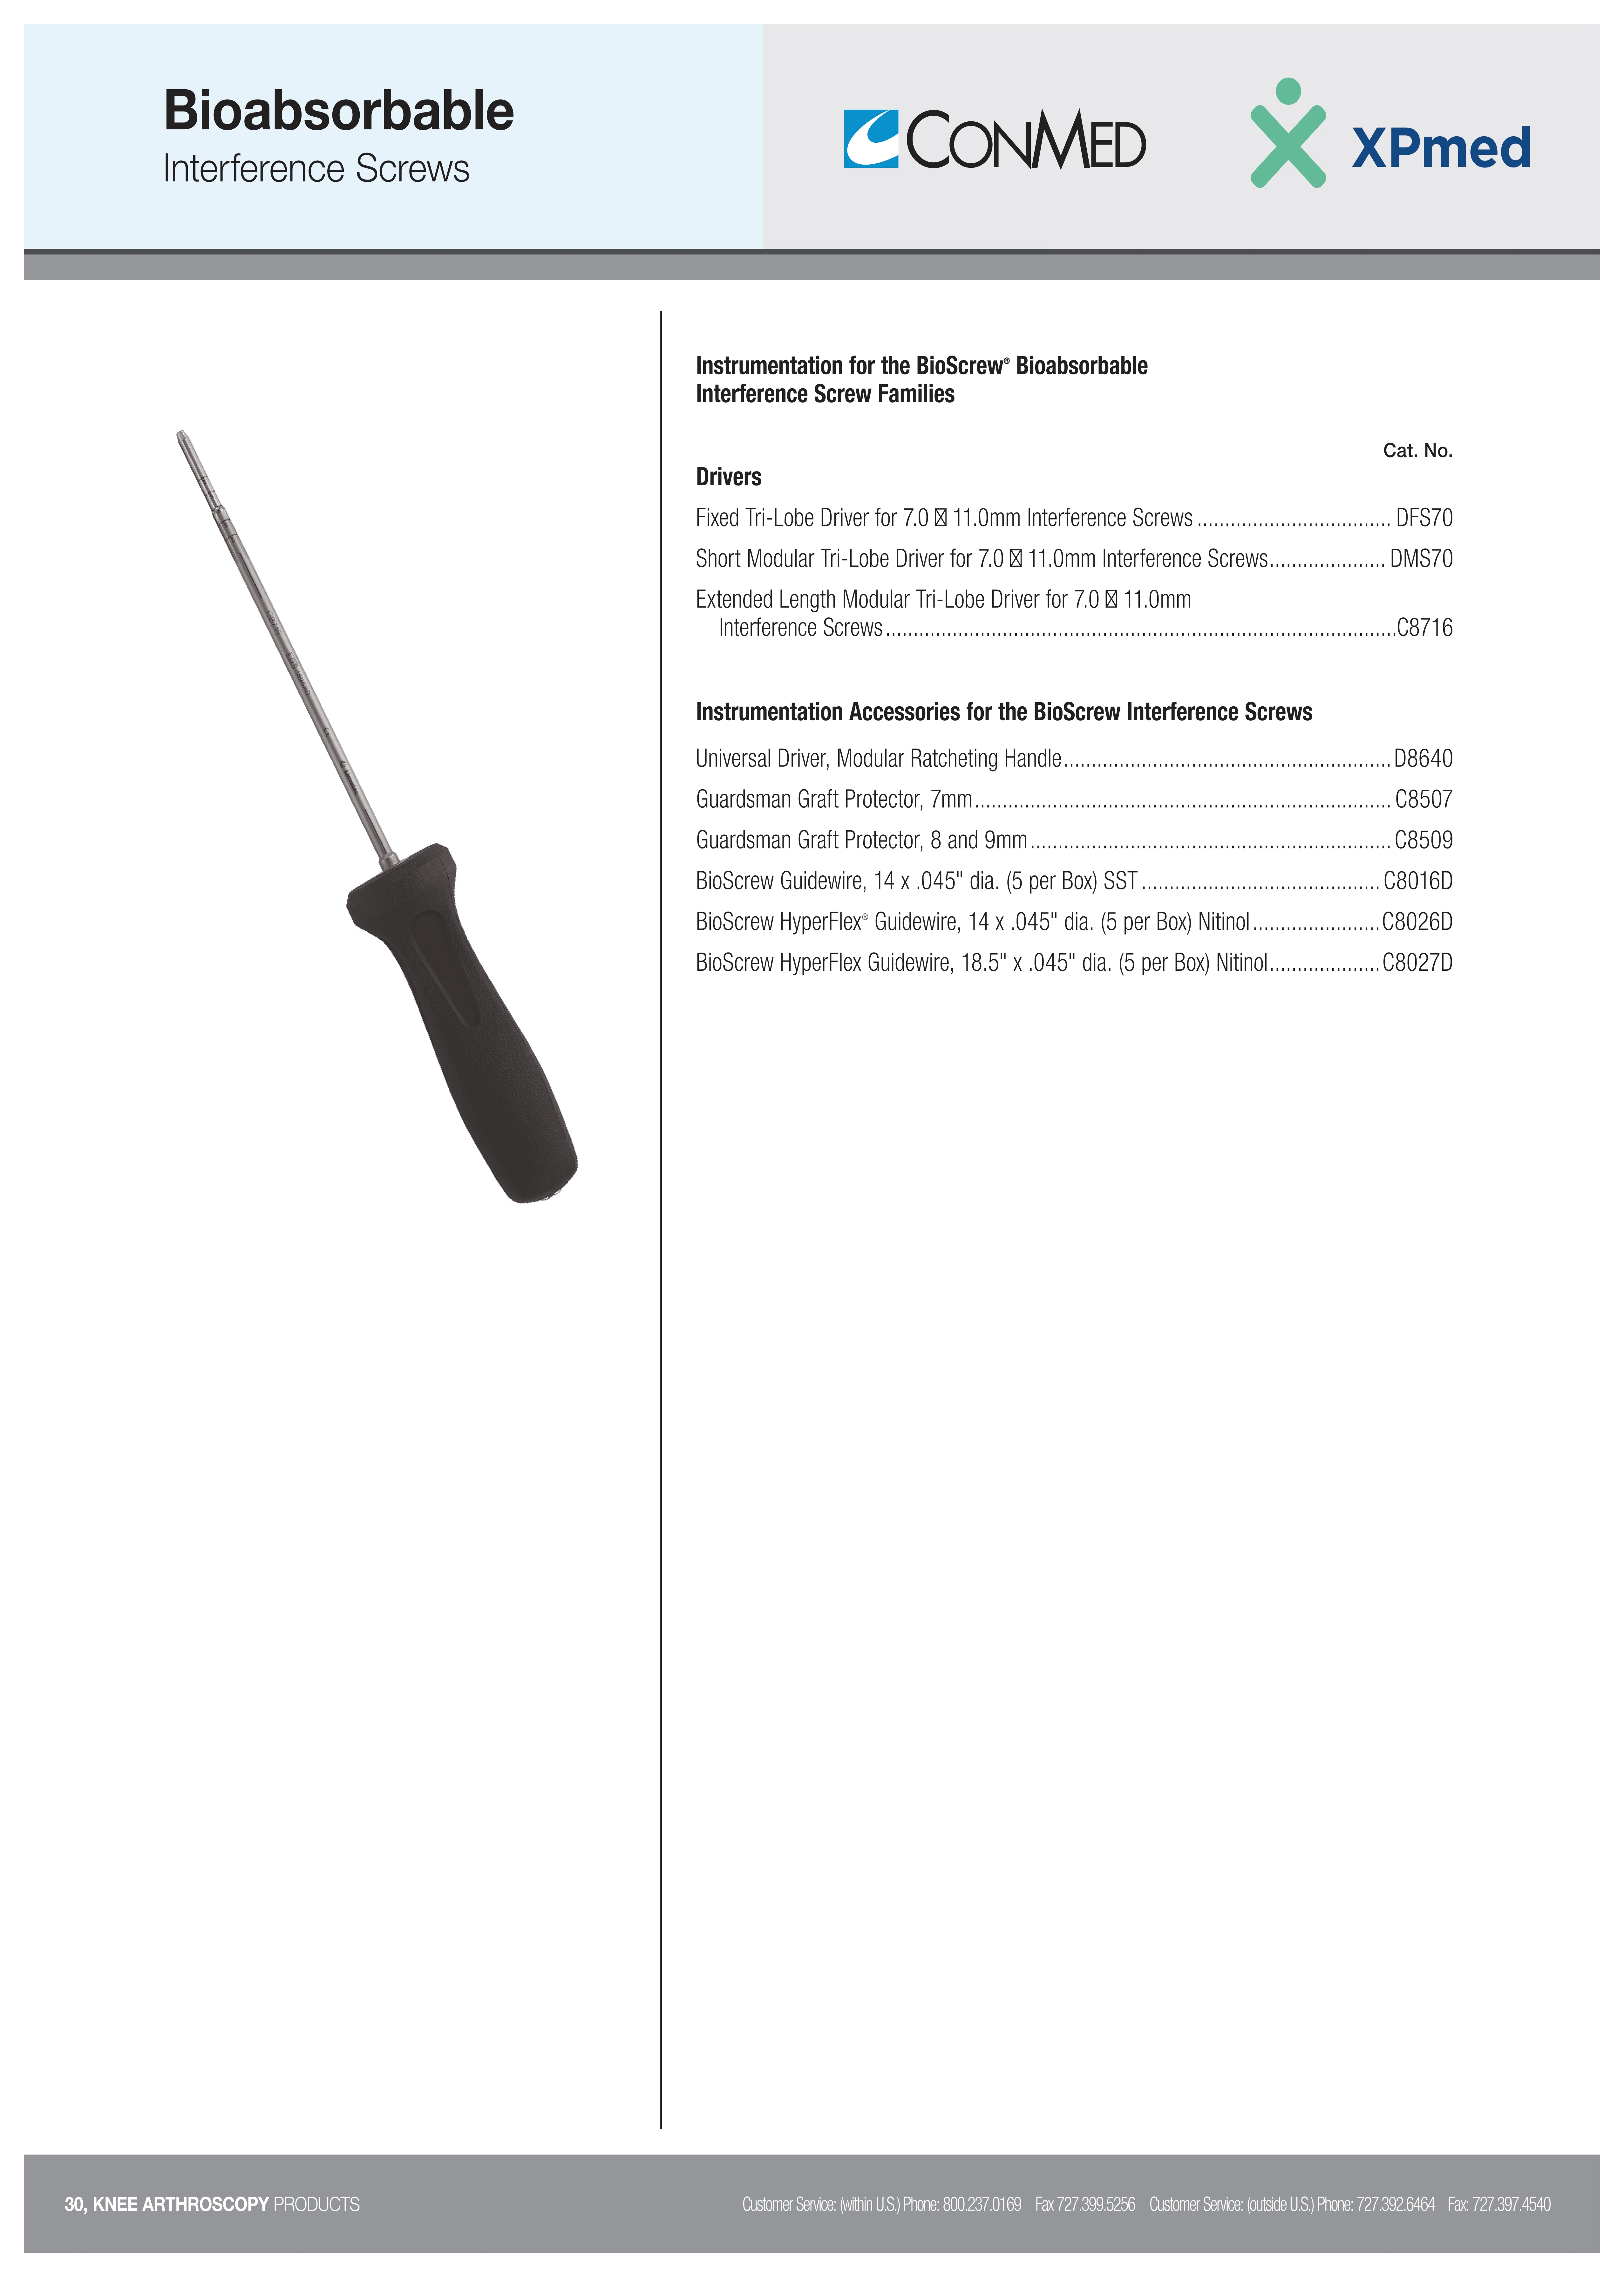 Bioabsorbable
Interference Screws
CONMED
XPmed
Instrumentation for the BioScrew® Bioabsorbable
Interference Screw Families
Cat. No.
Drivers
Fixed Tri-Lobe Driver for 7.0 ☒ 11.0mm Interference Screws ................................... DFS70
Short Modular Tri-Lobe Driver for 7.0 ☒ 11.0mm Interference Screws..................... DMS70
Extended Length Modular Tri-Lobe Driver for 7.0 ☒ 11.0mm
Interference Screws............................................................................................C8716
Instrumentation Accessories for the BioScrew Interference Screws
Universal Driver, Modular Ratcheting Handle........................................................... D8640
Guardsman Graft Protector, 7mm........................................................................... C8507
Guardsman Graft Protector, 8 and 9mm................................................................. C8509
BioScrew Guidewire, 14 x .045" dia. (5 per Box) SST ........................................... C8016D
BioScrew HyperFlex® Guidewire, 14 x .045" dia. (5 per Box) Nitinol.......................C8026D
BioScrew HyperFlex Guidewire, 18.5" x .045" dia. (5 per Box) Nitinol....................C8027D
30, KNEE ARTHROSCOPY PRODUCTS
Customer Service: (within U.S.) Phone: 800.237.0169 Fax 727.399.5256 Customer Service: (outside U.S.) Phone: 727.392.6464 Fax: 727.397.4540